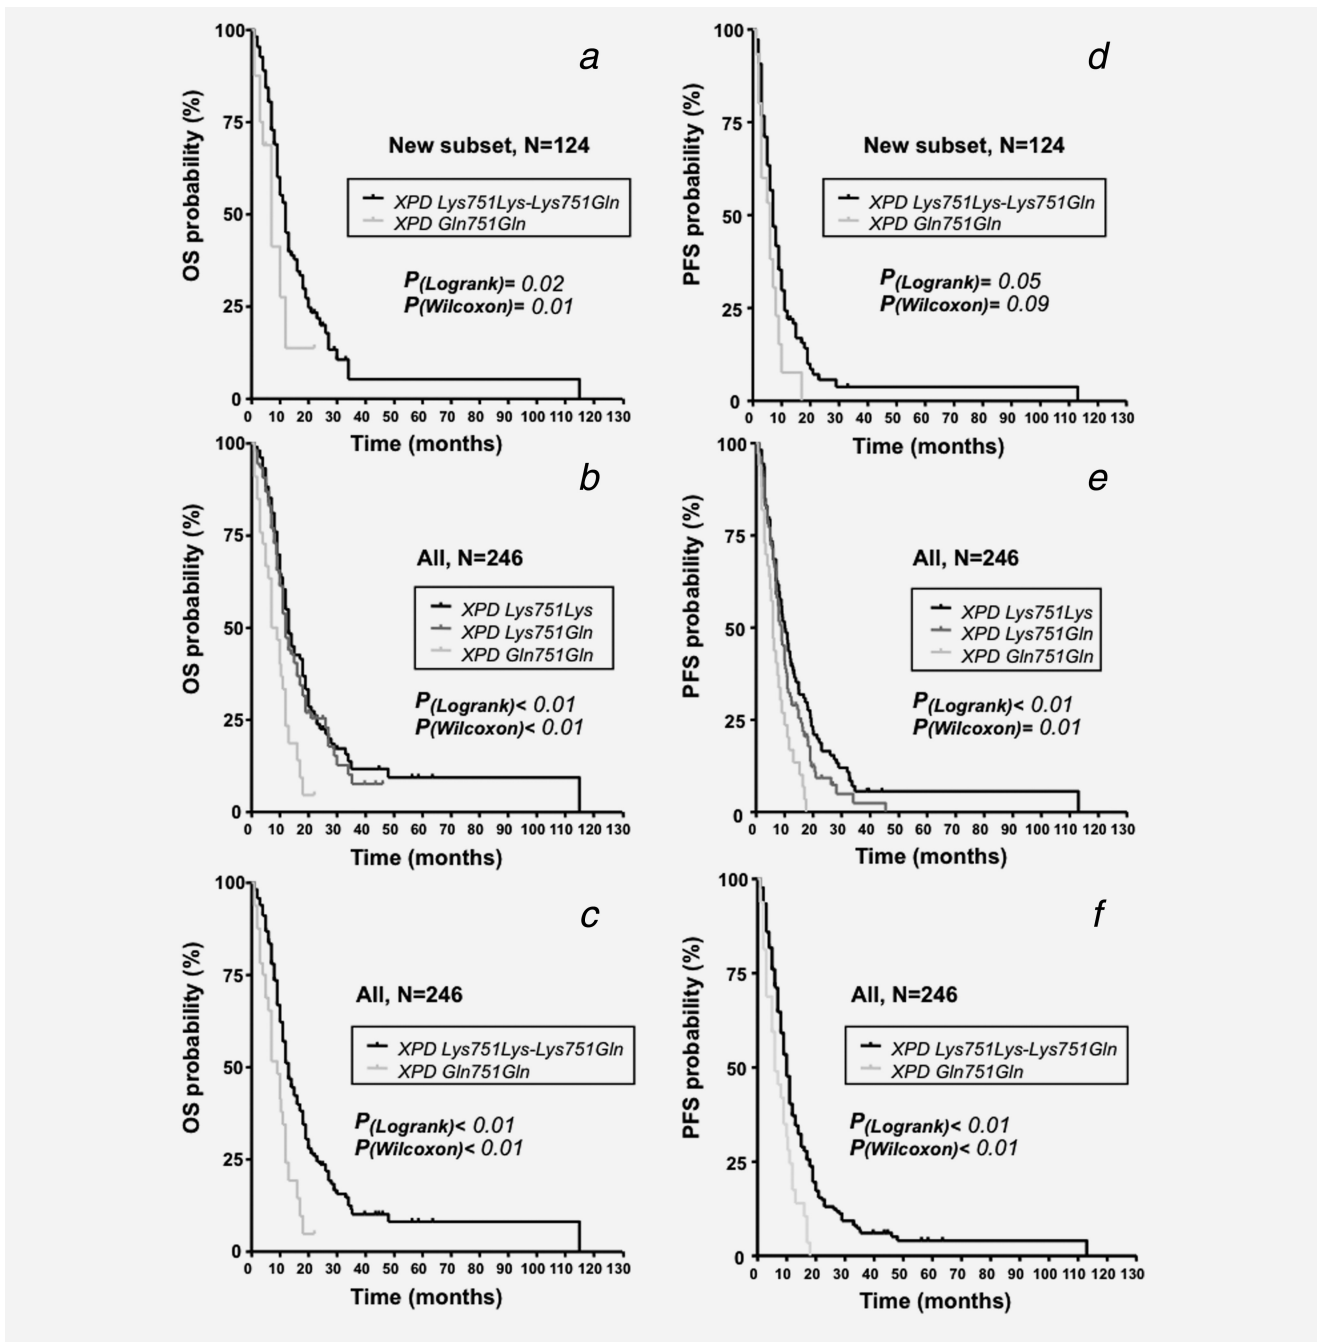 a
100
75
50
25
0
OS probability (%)
New subset, N=124
XPD Lys751Lys-Lys751Gln
XPD Gln751Gln
P(Logrank)= 0.02
P(Wilcoxon)= 0.01
0 10 20 30 40 50 60 70 80 90 100 110 120 130
Time (months)
d
100
75
50
25
0
PFS probability (%)
New subset, N=124
XPD Lys751Lys-Lys751Gln
XPD Gln751Gln
P(Logrank)= 0.05
P(Wilcoxon)= 0.09
0 10 20 30 40 50 60 70 80 90 100 110 120 130
Time (months)
b
100
75
50
25
0
OS probability (%)
All, N=246
XPD Lys751Lys
XPD Lys751Gln
XPD Gln751Gln
P(Logrank)< 0.01
P(Wilcoxon)< 0.01
0 10 20 30 40 50 60 70 80 90 100 110 120 130
Time (months)
e
100
75
50
25
0
PFS probability (%)
All, N=246
XPD Lys751Lys
XPD Lys751Gln
XPD Gln751Gln
P(Logrank)< 0.01
P(Wilcoxon)= 0.01
0 10 20 30 40 50 60 70 80 90 100 110 120 130
Time (months)
c
100
75
50
25
0
OS probability (%)
All, N=246
XPD Lys751Lys-Lys751Gln
XPD Gln751Gln
P(Logrank)< 0.01
P(Wilcoxon)< 0.01
0 10 20 30 40 50 60 70 80 90 100 110 120 130
Time (months)
f
100
75
50
25
0
PFS probability (%)
All, N=246
XPD Lys751Lys-Lys751Gln
XPD Gln751Gln
P(Logrank)< 0.01
P(Wilcoxon)< 0.01
0 10 20 30 40 50 60 70 80 90 100 110 120 130
Time (months)